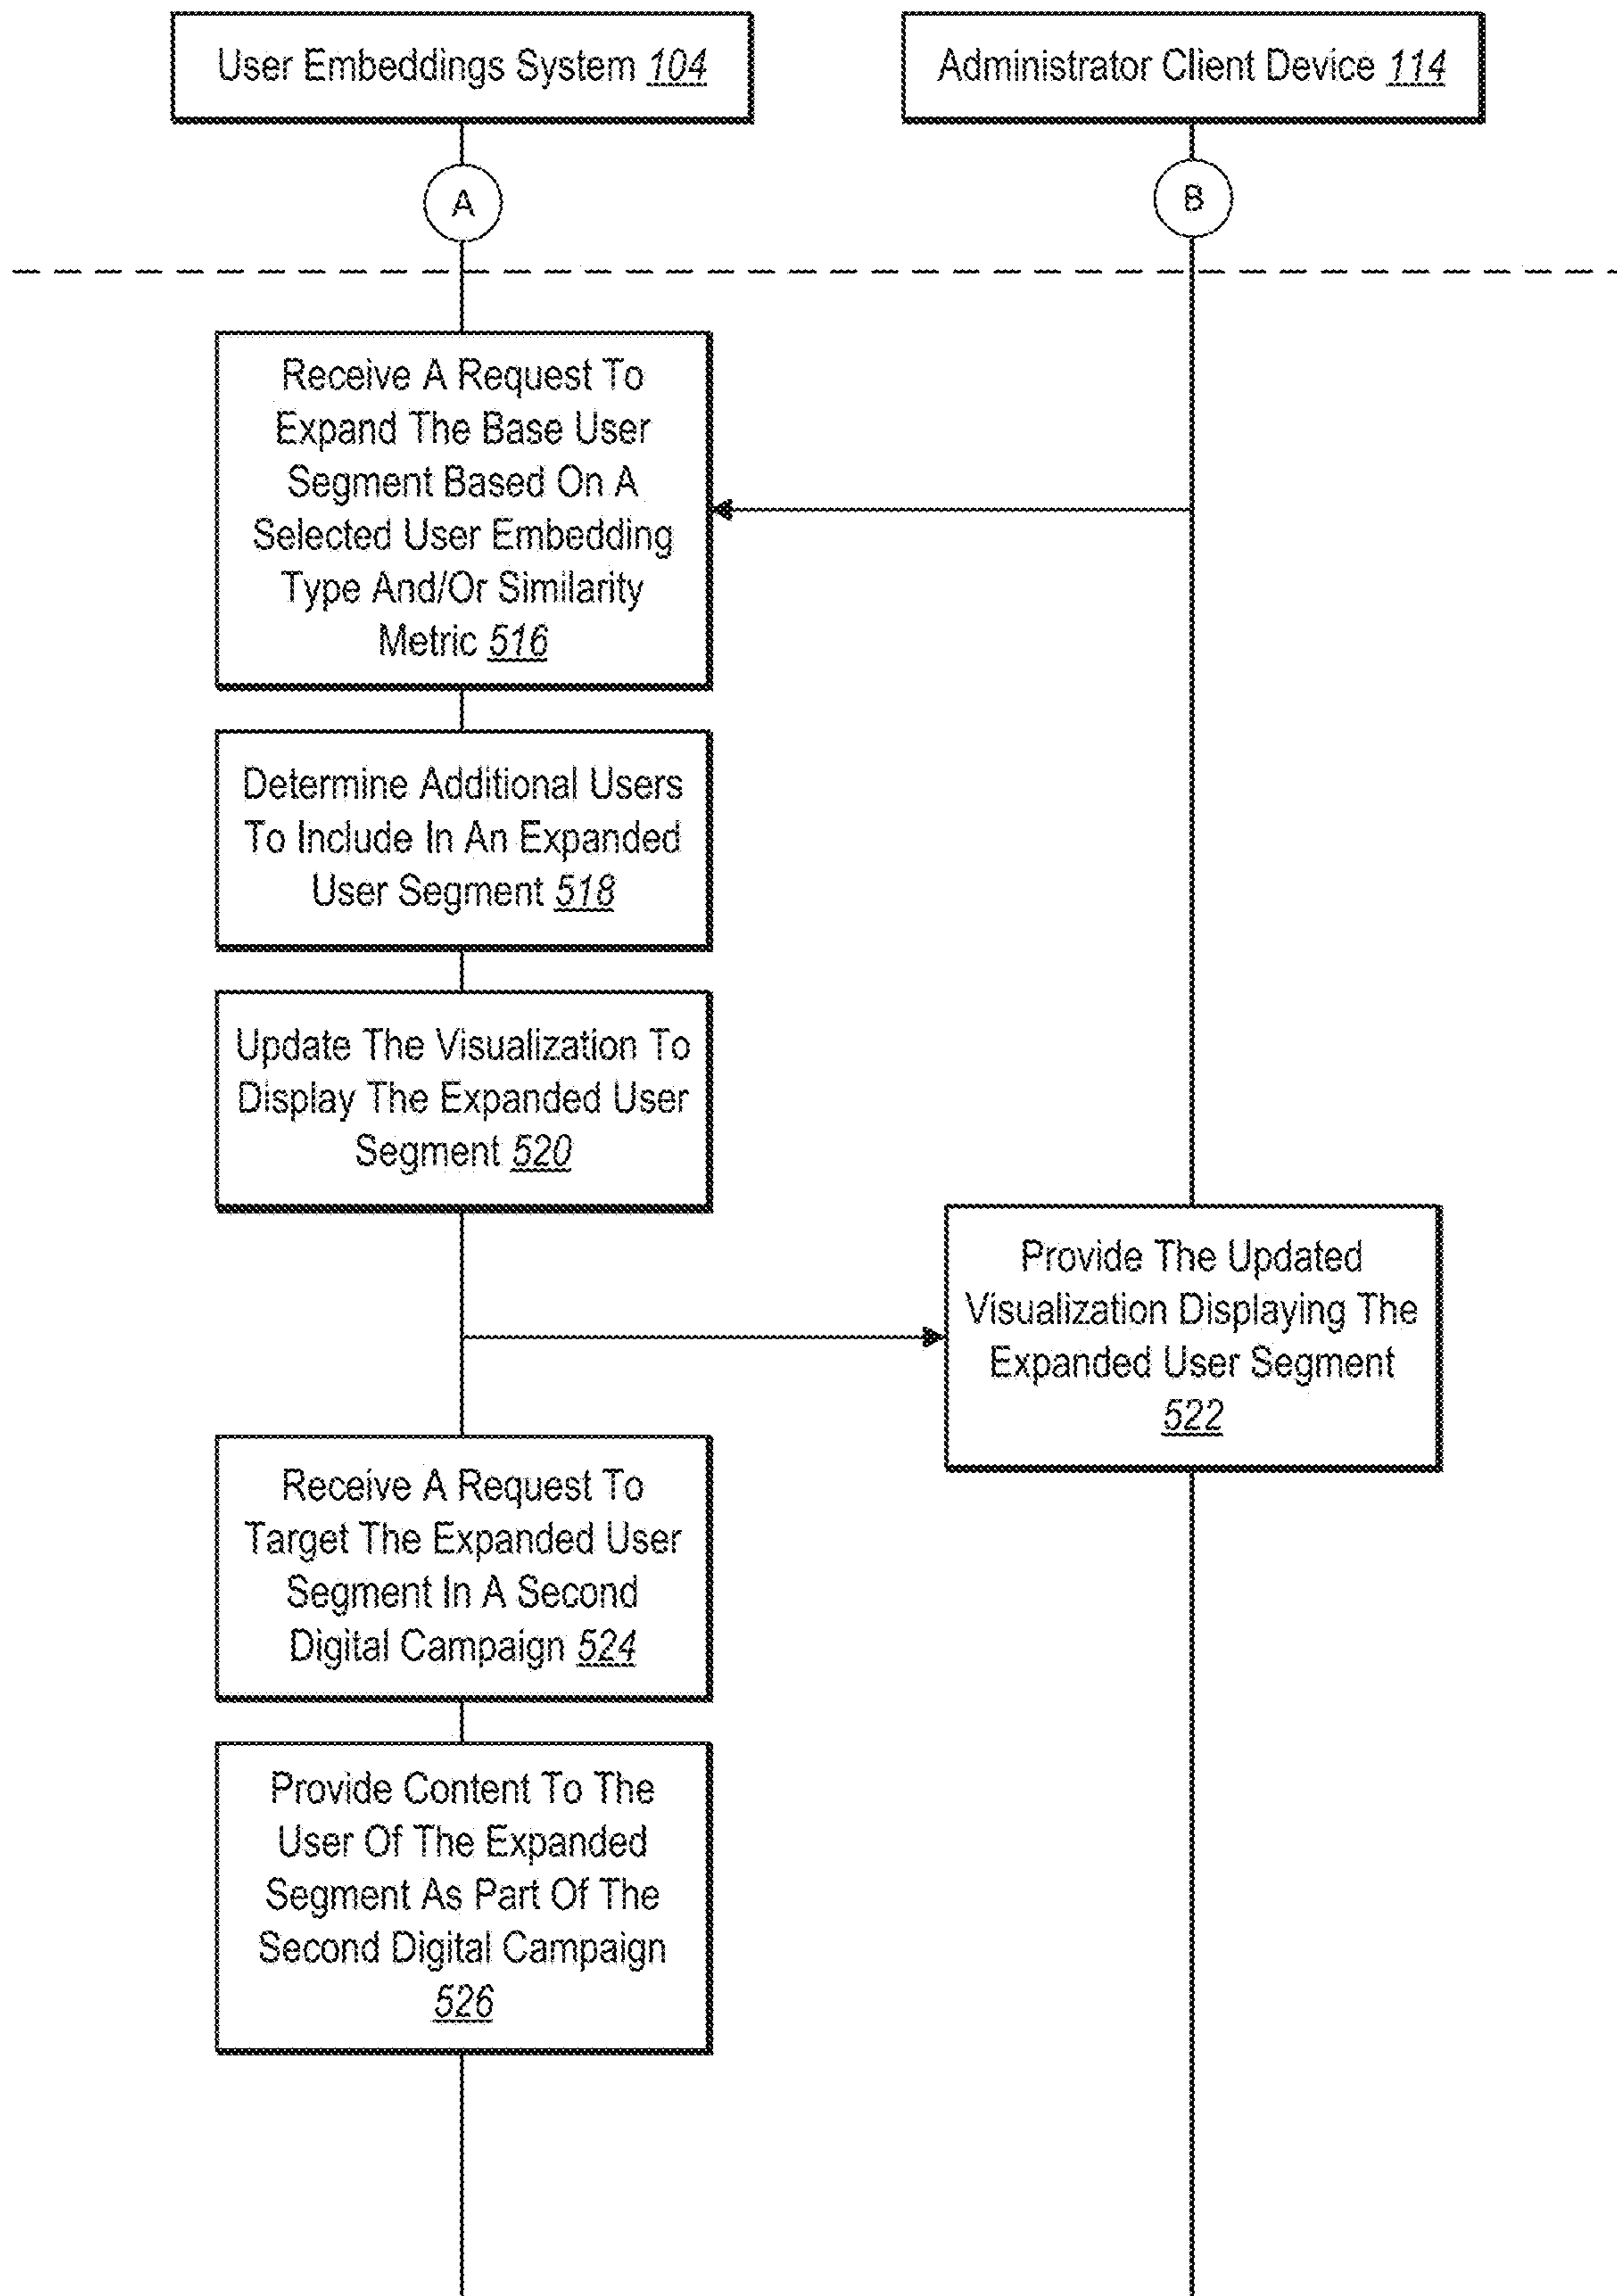 User Embeddings System 104
Administrator Client Device 114
A
B
Receive A Request To
Expand The Base User
Segment Based On A
Selected User Embedding
Type And/Or Similarity
Metric 516
Determine Additional Users
To Include In An Expanded
User Segment 518
Update The Visualization To
Display The Expanded User
Segment 520
Provide The Updated
Visualization Displaying The
Expanded User Segment
522
Receive A Request To
Target The Expanded User
Segment In A Second
Digital Campaign 524
Provide Content To The
User Of The Expanded
Segment As Part Of The
Second Digital Campaign
526